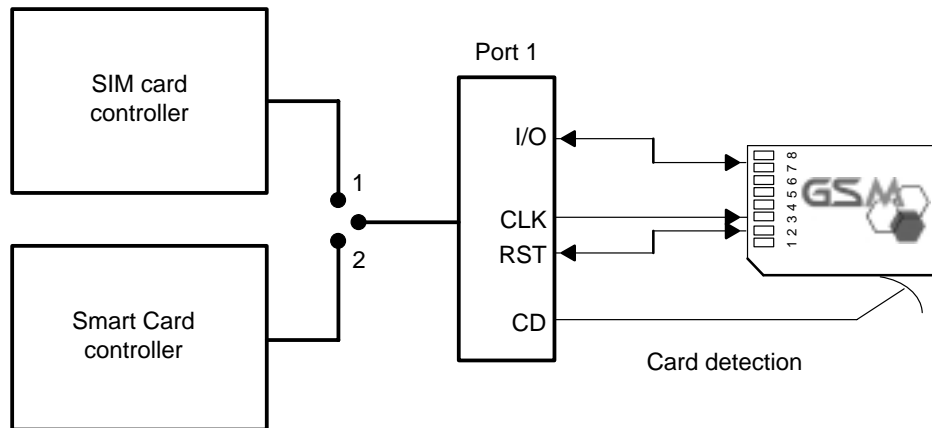 SIM card
controller
Smart Card
controller
1
2
Port 1
I/O
CLK
RST
CD
1 2 3 4 5 6 7 8
GSM
Card detection